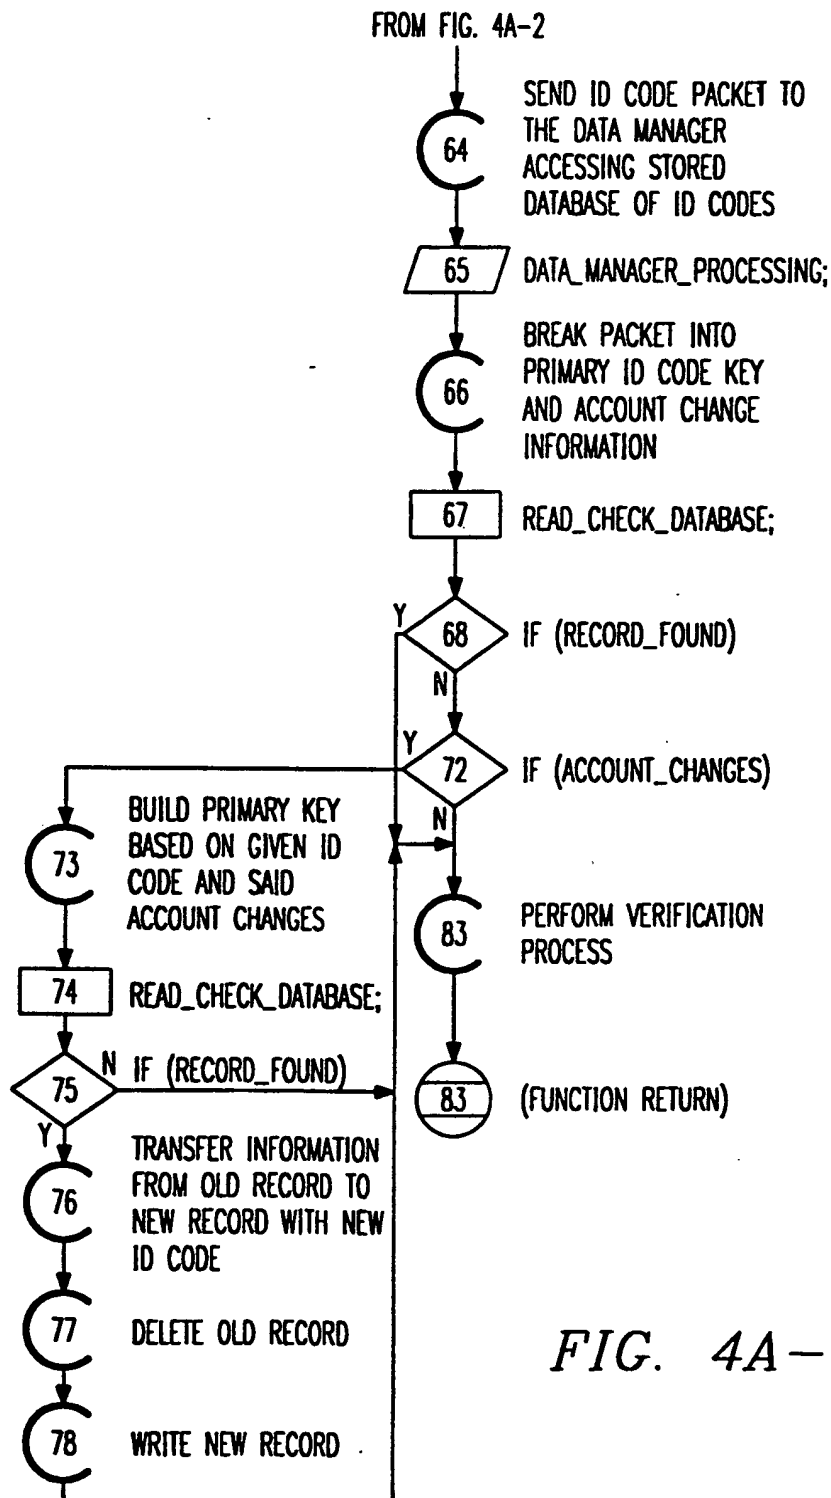 FROM FIG. 4A-2
64
SEND ID CODE PACKET TO
THE DATA MANAGER
ACCESSING STORED
DATABASE OF ID CODES
65
DATA_MANAGER_PROCESSING;
66
BREAK PACKET INTO
PRIMARY ID CODE KEY
AND ACCOUNT CHANGE
INFORMATION
67
READ_CHECK_DATABASE;
Y
68
IF (RECORD_FOUND)
N
Y
72
IF (ACCOUNT_CHANGES)
N
73
BUILD PRIMARY KEY
BASED ON GIVEN ID
CODE AND SAID
ACCOUNT CHANGES
83
PERFORM VERIFICATION
PROCESS
74
READ_CHECK_DATABASE;
75
N
IF (RECORD_FOUND)
Y
83
(FUNCTION RETURN)
76
TRANSFER INFORMATION
FROM OLD RECORD TO
NEW RECORD WITH NEW
ID CODE
77
DELETE OLD RECORD
78
WRITE NEW RECORD
FIG. 4A-